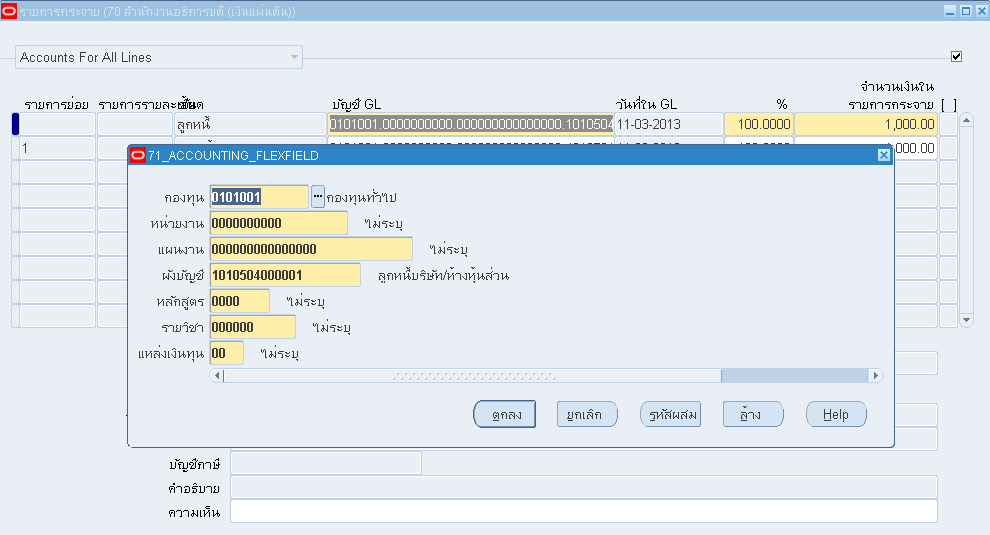 รายการกระจาย (70 สำนักงานอธิการบดี (เงินแผ่นดิน))
Accounts For All Lines
จำนวนเงินใน
รายการย่อย รายการรายละเอียด บัญชี GL วันที่ใน GL % รายการกระจาย [ ]
ลูกหนี้ 0101001.0000000000.000000000000000.1010504 11-03-2013 100.0000 1,000.00
1
71_ACCOUNTING_FLEXFIELD
กองทุน 0101001 ... กองทุนทั่วไป
หน่วยงาน 0000000000 ไม่ระบุ
แผนงาน 000000000000000 ไม่ระบุ
ผังบัญชี 1010504000001 ลูกหนี้บริษัท/ห้างหุ้นส่วน
หลักสูตร 0000 ไม่ระบุ
รายวิชา 000000 ไม่ระบุ
แหล่งเงินทุน 00 ไม่ระบุ
ตกลง ยกเลิก รหัสผสม ล้าง Help
บัญชีภาษี
คำอธิบาย
ความเห็น